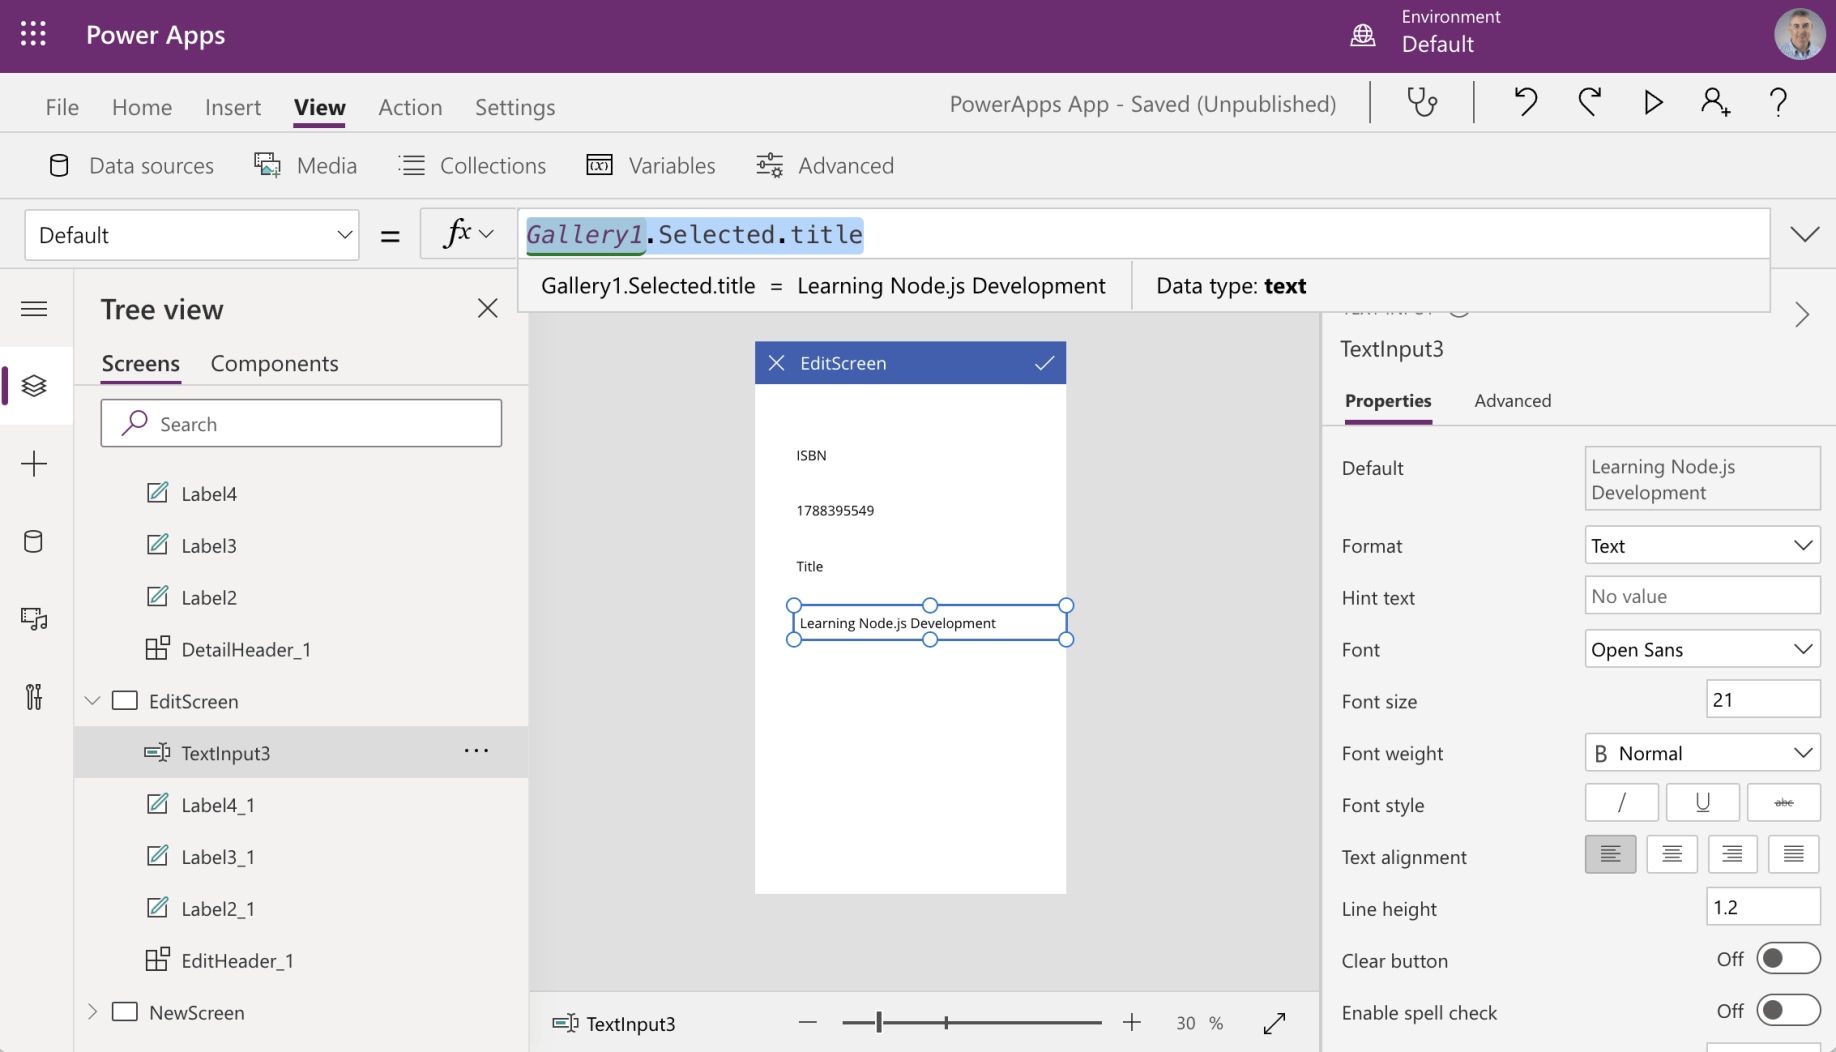 Power Apps
Environment
Default
File Home Insert View Action Settings
PowerApps App - Saved (Unpublished)
Data sources Media Collections Variables Advanced
Default = fx Gallery1.Selected.title
Gallery1.Selected.title = Learning Node.js Development Data type: text
Tree view
Screens Components
Search
Label4
Label3
Label2
DetailHeader_1
EditScreen
TextInput3
Label4_1
Label3_1
Label2_1
EditHeader_1
NewScreen
EditScreen
ISBN
1788395549
Title
Learning Node.js Development
TextInput3 30 %
TextInput3
Properties Advanced
Default Learning Node.js
Development
Format Text
Hint text No value
Font Open Sans
Font size 21
Font weight B Normal
Font style / U abc
Text alignment
Line height 1.2
Clear button Off
Enable spell check Off